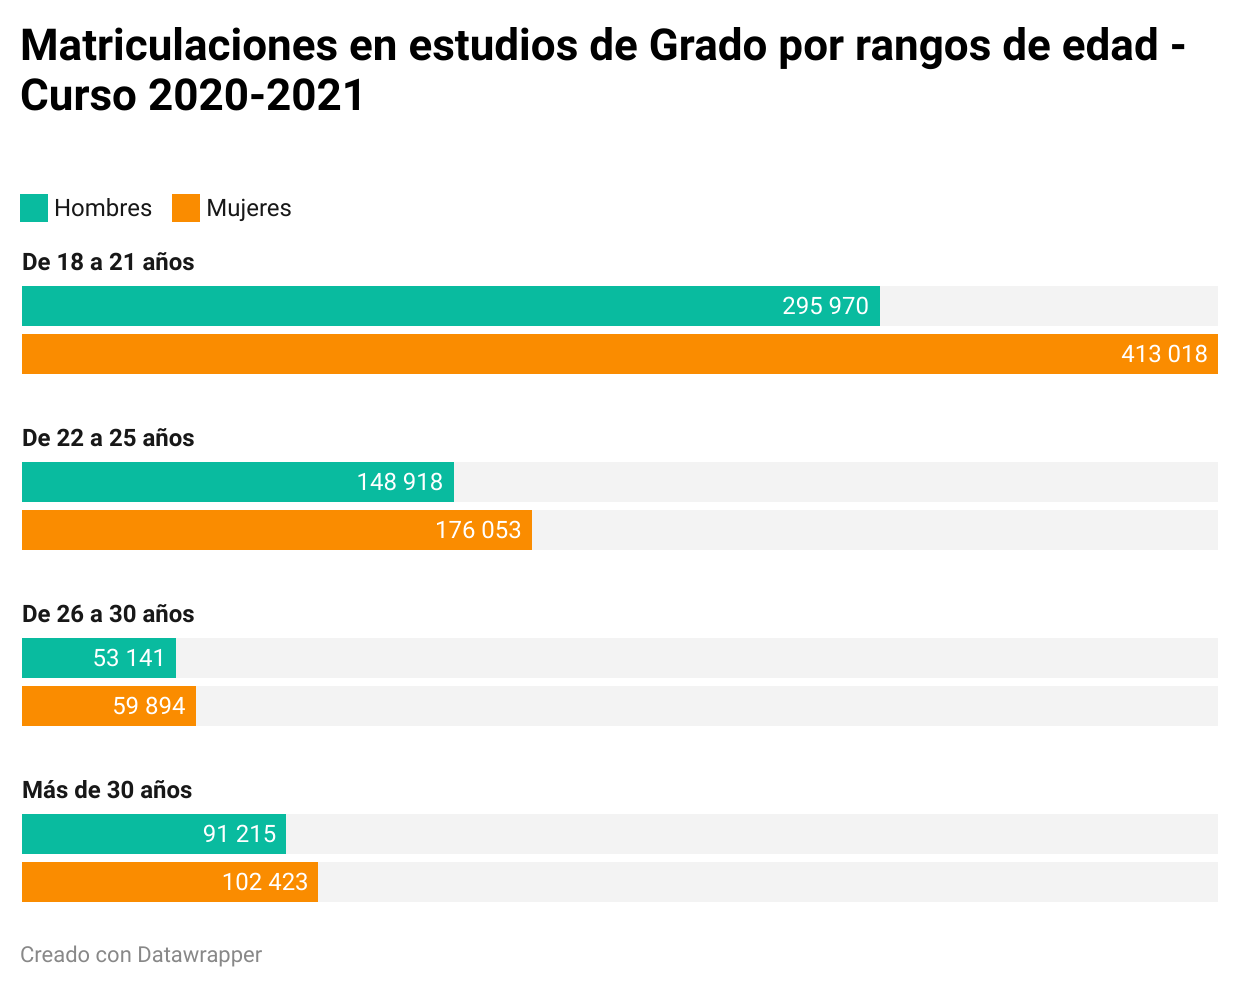 Matriculaciones en estudios de Grado por rangos de edad -
Curso 2020-2021
Hombres Mujeres
De 18 a 21 años
295 970
413 018
De 22 a 25 años
148 918
176 053
De 26 a 30 años
53 141
59 894
Más de 30 años
91 215
102 423
Creado con Datawrapper